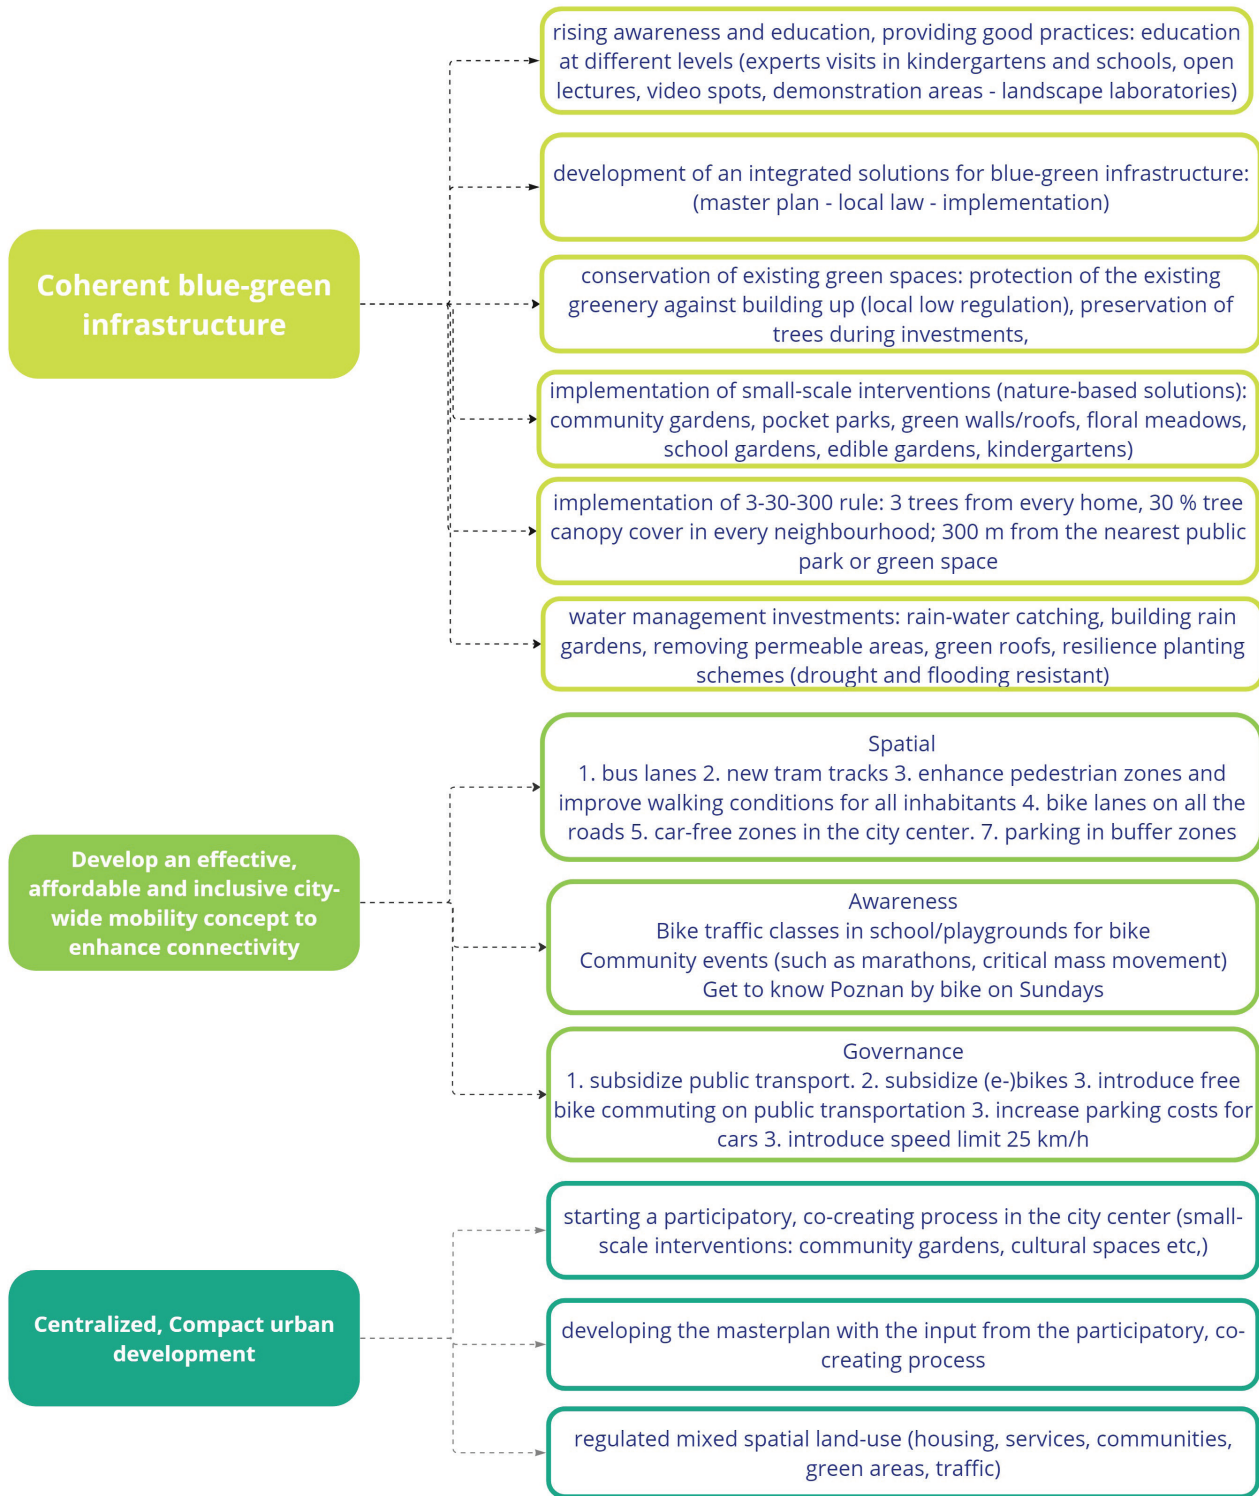 rising awareness and education, providing good practices: education
at different levels (experts visits in kindergartens and schools, open
lectures, video spots, demonstration areas - landscape laboratories)
development of an integrated solutions for blue-green infrastructure:
(master plan - local law - implementation)
Coherent blue-green
infrastructure
conservation of existing green spaces: protection of the existing
greenery against building up (local low regulation), preservation of
trees during investments,
implementation of small-scale interventions (nature-based solutions):
community gardens, pocket parks, green walls/roofs, floral meadows,
school gardens, edible gardens, kindergartens)
implementation of 3-30-300 rule: 3 trees from every home, 30 % tree
canopy cover in every neighbourhood; 300 m from the nearest public
park or green space
water management investments: rain-water catching, building rain
gardens, removing permeable areas, green roofs, resilience planting
schemes (drought and flooding resistant)
Spatial
1. bus lanes 2. new tram tracks 3. enhance pedestrian zones and
improve walking conditions for all inhabitants 4. bike lanes on all the
roads 5. car-free zones in the city center. 7. parking in buffer zones
Develop an effective,
affordable and inclusive city-
wide mobility concept to
enhance connectivity
Awareness
Bike traffic classes in school/playgrounds for bike
Community events (such as marathons, critical mass movement)
Get to know Poznan by bike on Sundays
Governance
1. subsidize public transport. 2. subsidize (e-)bikes 3. introduce free
bike commuting on public transportation 3. increase parking costs for
cars 3. introduce speed limit 25 km/h
starting a participatory, co-creating process in the city center (small-
scale interventions: community gardens, cultural spaces etc,)
Centralized, Compact urban
development
developing the masterplan with the input from the participatory, co-
creating process
regulated mixed spatial land-use (housing, services, communities,
green areas, traffic)